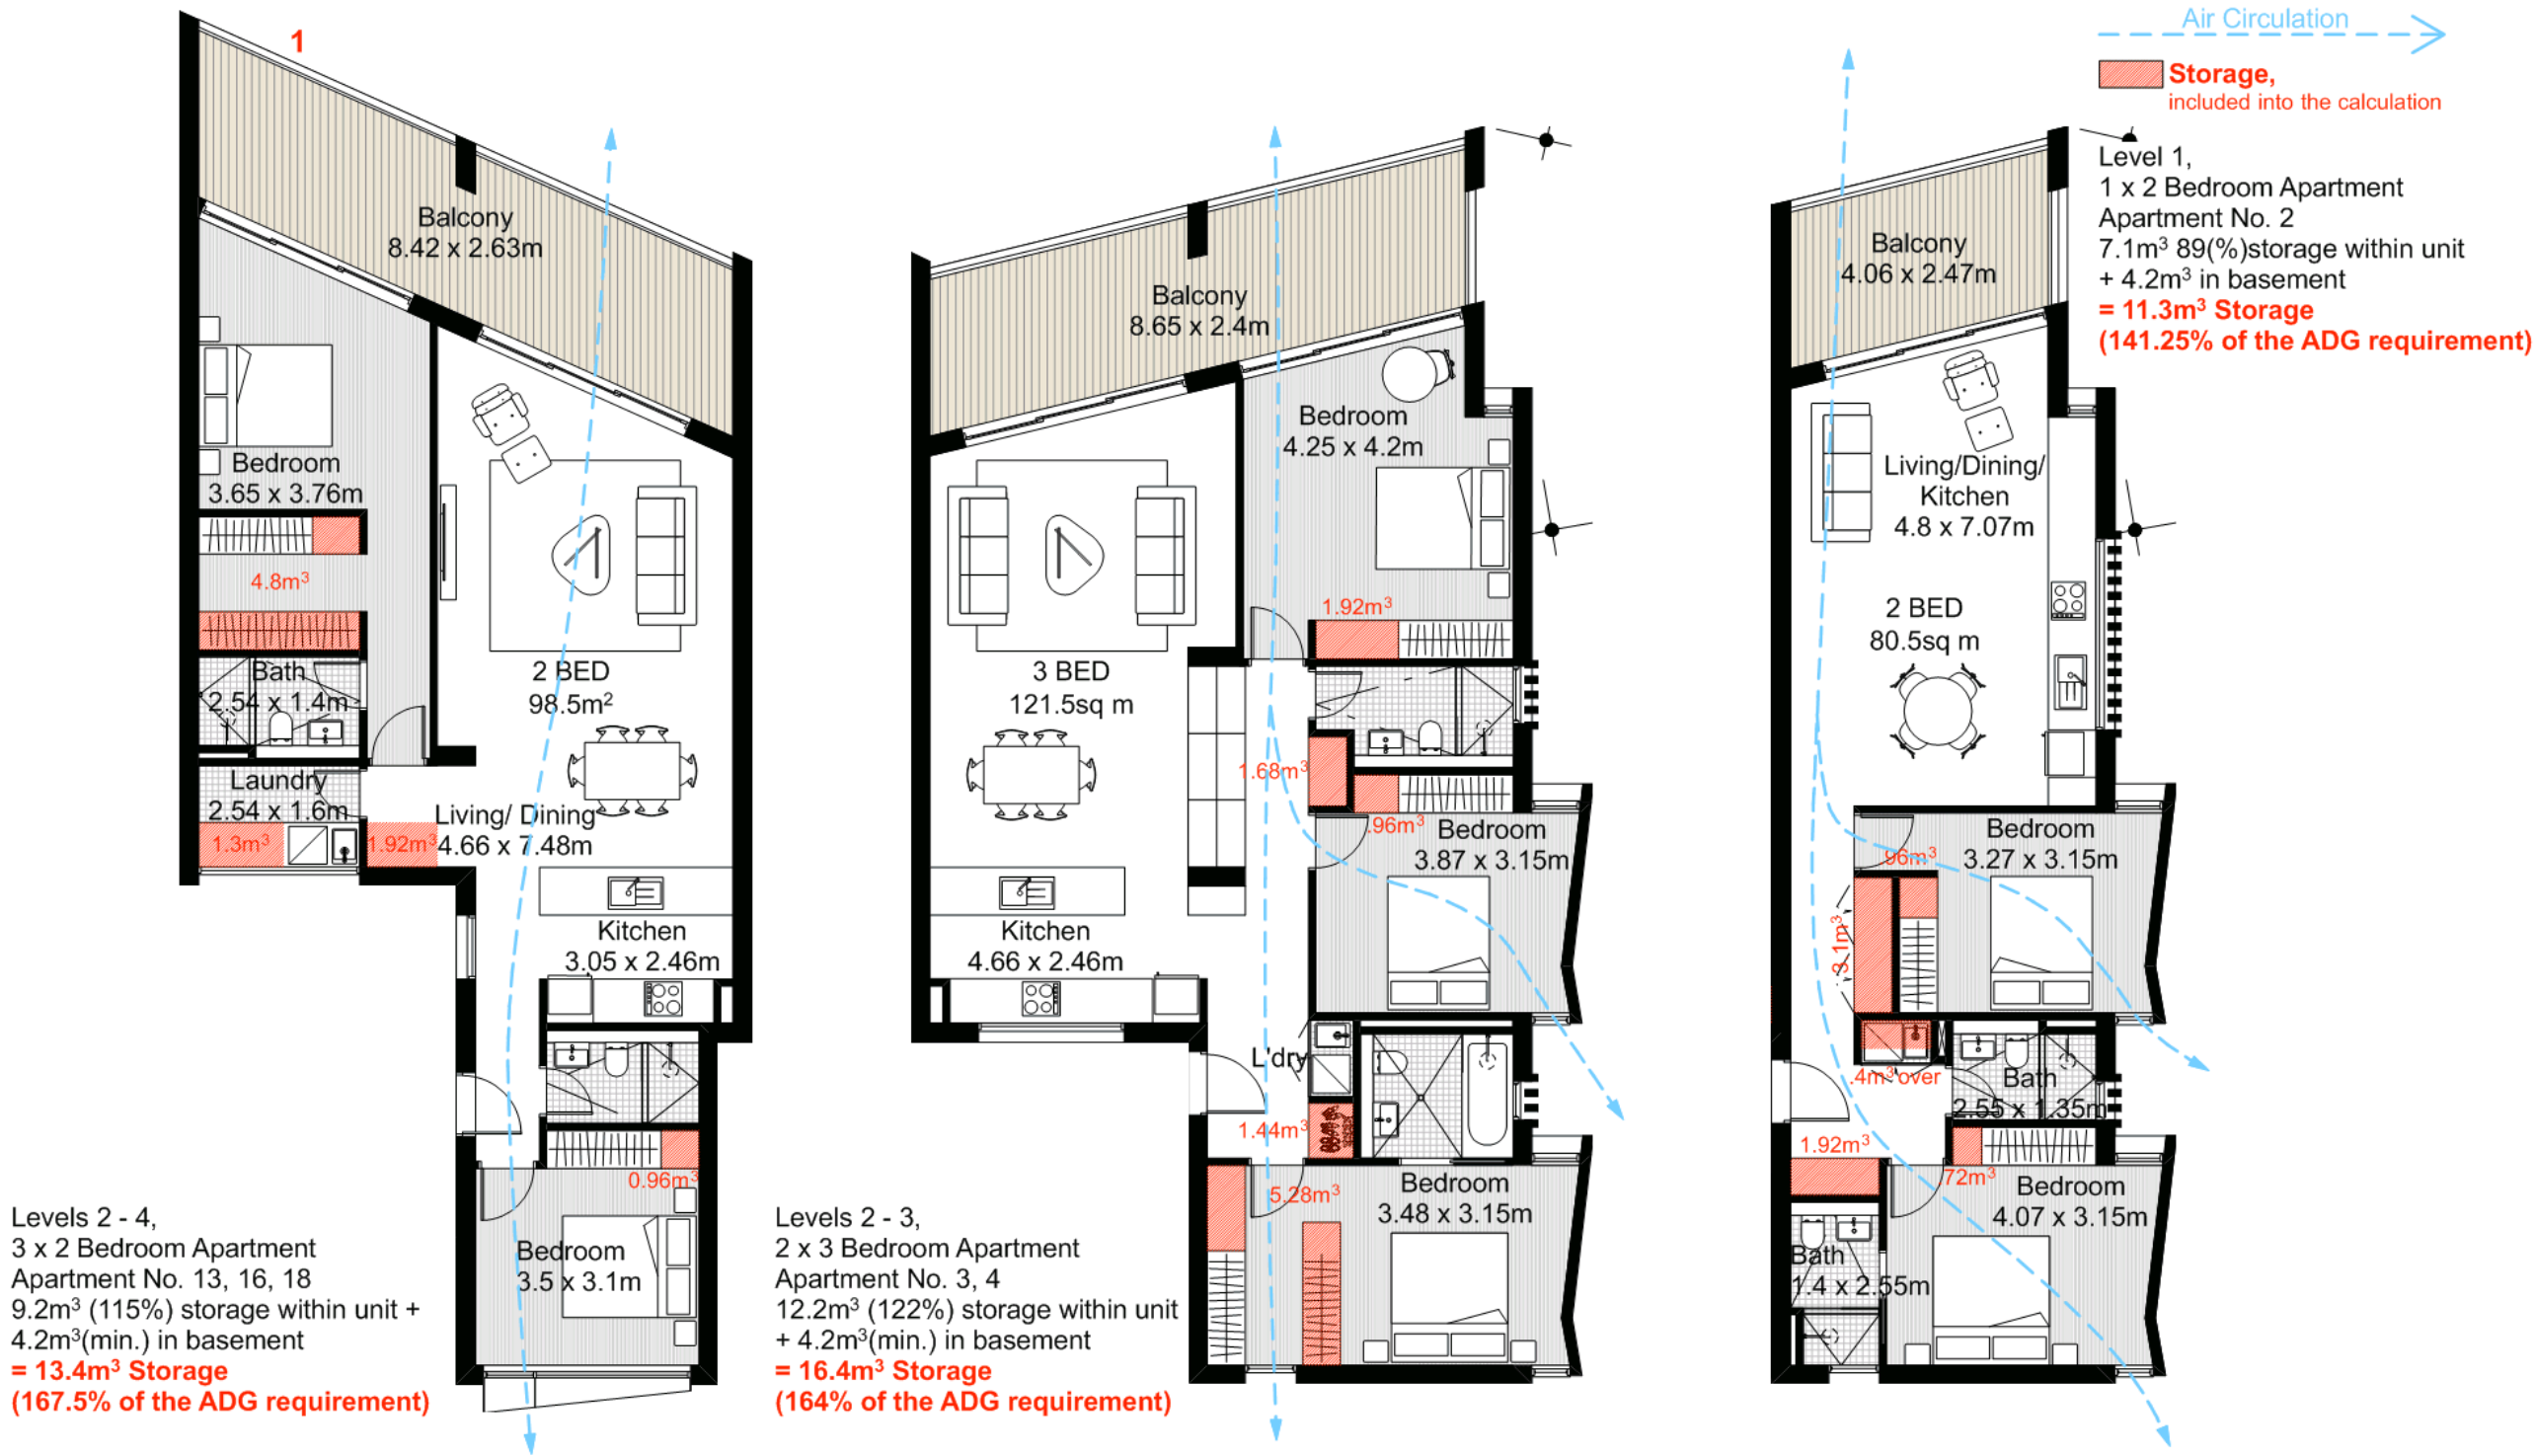 1
Balcony
8.42 x 2.63m
Bedroom
3.65 x 3.76m
4.8m³
Bath
2.54 x 1.4m
2 BED
98.5m²
Laundry
2.54 x 1.6m
1.3m³
1.92m³
Living/ Dining
4.66 x 7.48m
Kitchen
3.05 x 2.46m
0.96m³
Bedroom
3.5 x 3.1m
Levels 2 - 4,
3 x 2 Bedroom Apartment
Apartment No. 13, 16, 18
9.2m³ (115%) storage within unit +
4.2m³(min.) in basement
= 13.4m³ Storage
(167.5% of the ADG requirement)
Balcony
8.65 x 2.4m
Bedroom
4.25 x 4.2m
1.92m³
3 BED
121.5sq m
1.68m³
.96m³
Bedroom
3.87 x 3.15m
Kitchen
4.66 x 2.46m
L'dry
1.44m³
5.28m³
Bedroom
3.48 x 3.15m
Levels 2 - 3,
2 x 3 Bedroom Apartment
Apartment No. 3, 4
12.2m³ (122%) storage within unit
+ 4.2m³(min.) in basement
= 16.4m³ Storage
(164% of the ADG requirement)
Air Circulation
Storage,
included into the calculation
Level 1,
1 x 2 Bedroom Apartment
Apartment No. 2
7.1m³ 89(%)storage within unit
+ 4.2m³ in basement
= 11.3m³ Storage
(141.25% of the ADG requirement)
Balcony
4.06 x 2.47m
Living/Dining/
Kitchen
4.8 x 7.07m
2 BED
80.5sq m
Bedroom
3.27 x 3.15m
96m³
3.1m³
.4m³ over
Bath
2.55 x 1.35m
1.92m³
72m³
Bedroom
4.07 x 3.15m
Bath
1.4 x 2.55m